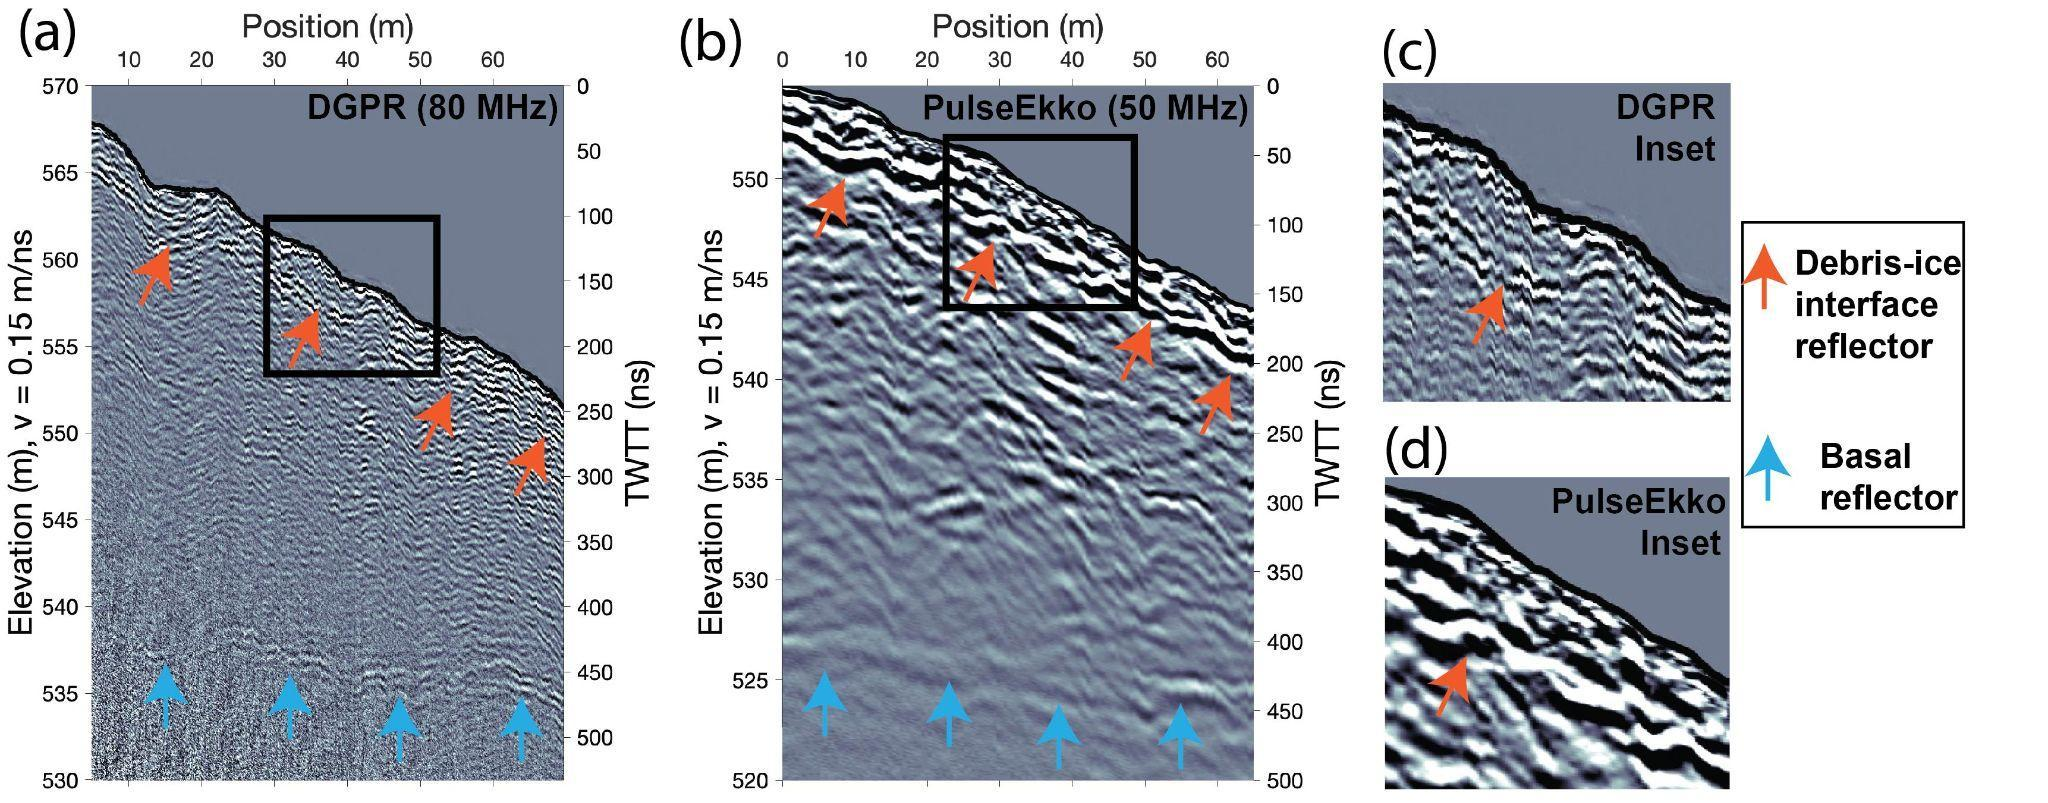 (a)
Position (m)
10 20 30 40 50 60
DGPR (80 MHz)
Elevation (m), v = 0.15 m/ns
570
565
560
555
550
545
540
535
530
0
50
100
150
200
250
300
350
400
450
500
TWTT (ns)
(b)
Position (m)
0 10 20 30 40 50 60
PulseEkko (50 MHz)
Elevation (m), v = 0.15 m/ns
550
545
540
535
530
525
520
0
50
100
150
200
250
300
350
400
450
500
TWTT (ns)
(c)
DGPR
Inset
(d)
PulseEkko
Inset
Debris-ice
interface
reflector
Basal
reflector